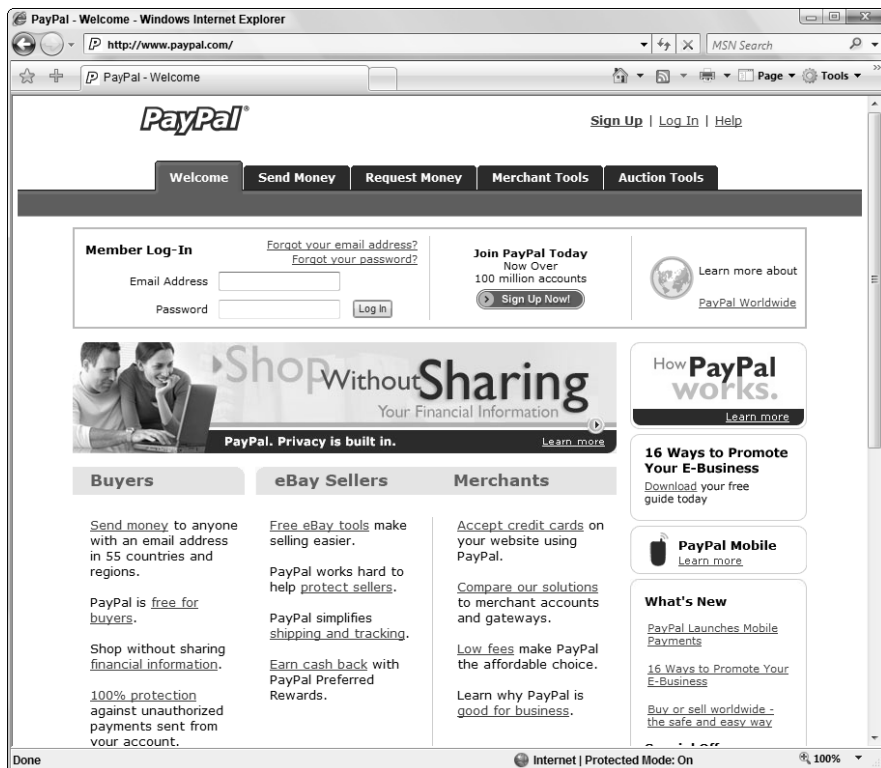 PayPal - Welcome - Windows Internet Explorer
http://www.paypal.com/
MSN Search
PayPal - Welcome
Page
Tools
PayPal®
Sign Up | Log In | Help
Welcome
Send Money
Request Money
Merchant Tools
Auction Tools
Member Log-In
Forgot your email address?
Forgot your password?
Email Address
Password
Log In
Join PayPal Today
Now Over
100 million accounts
Sign Up Now!
Learn more about
PayPal Worldwide
Shop Without Sharing
Your Financial Information
PayPal. Privacy is built in.
Learn more
How PayPal
works.
Learn more
16 Ways to Promote
Your E-Business
Download your free
guide today
PayPal Mobile
Learn more
What's New
PayPal Launches Mobile
Payments
16 Ways to Promote Your
E-Business
Buy or sell worldwide -
the safe and easy way
Buyers
Send money to anyone
with an email address
in 55 countries and
regions.
PayPal is free for
buyers.
Shop without sharing
financial information.
100% protection
against unauthorized
payments sent from
your account.
eBay Sellers
Free eBay tools make
selling easier.
PayPal works hard to
help protect sellers.
PayPal simplifies
shipping and tracking.
Earn cash back with
PayPal Preferred
Rewards.
Merchants
Accept credit cards on
your website using
PayPal.
Compare our solutions
to merchant accounts
and gateways.
Low fees make PayPal
the affordable choice.
Learn why PayPal is
good for business.
Done
Internet | Protected Mode: On
100%